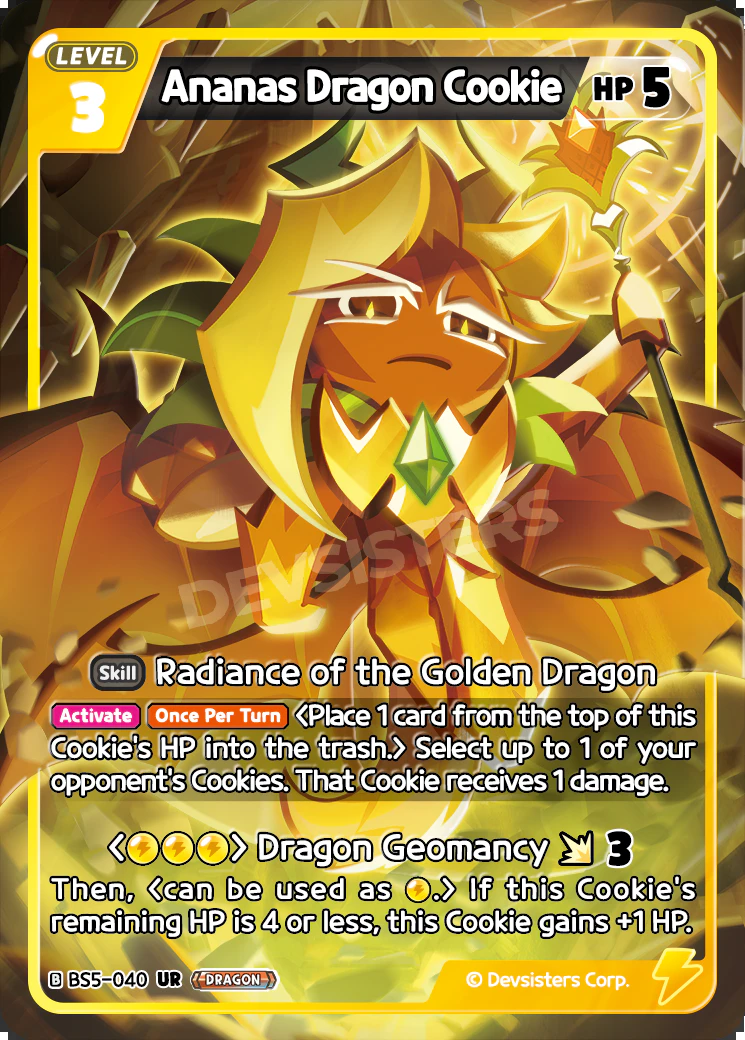 LEVEL
3
Ananas Dragon Cookie
HP 5
DEVSISTERS
Skill Radiance of the Golden Dragon
Activate Once Per Turn <Place 1 card from the top of this
Cookie's HP into the trash.> Select up to 1 of your
opponent's Cookies. That Cookie receives 1 damage.
< > Dragon Geomancy 3
Then, <can be used as .> If this Cookie's
remaining HP is 4 or less, this Cookie gains +1 HP.
B BS5-040 UR DRAGON
© Devsisters Corp.